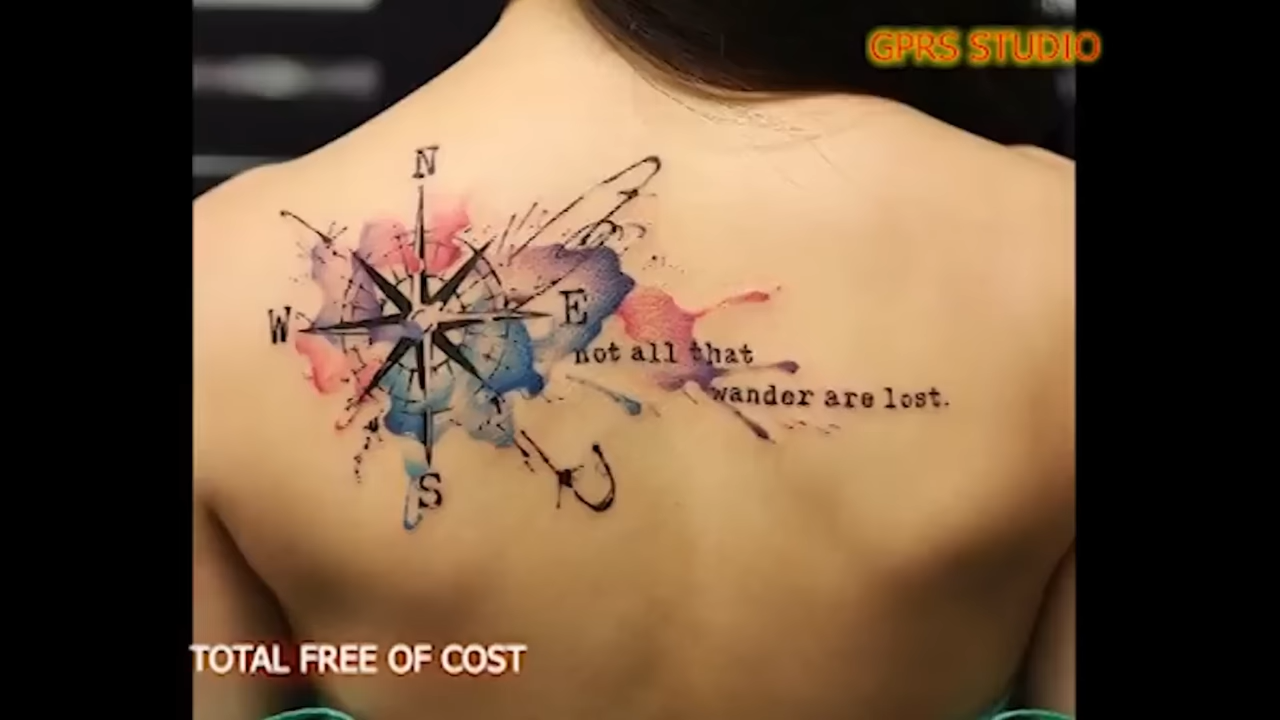 GPRS STUDIO
N
W
E
not all that
wander are lost.
S
TOTAL FREE OF COST